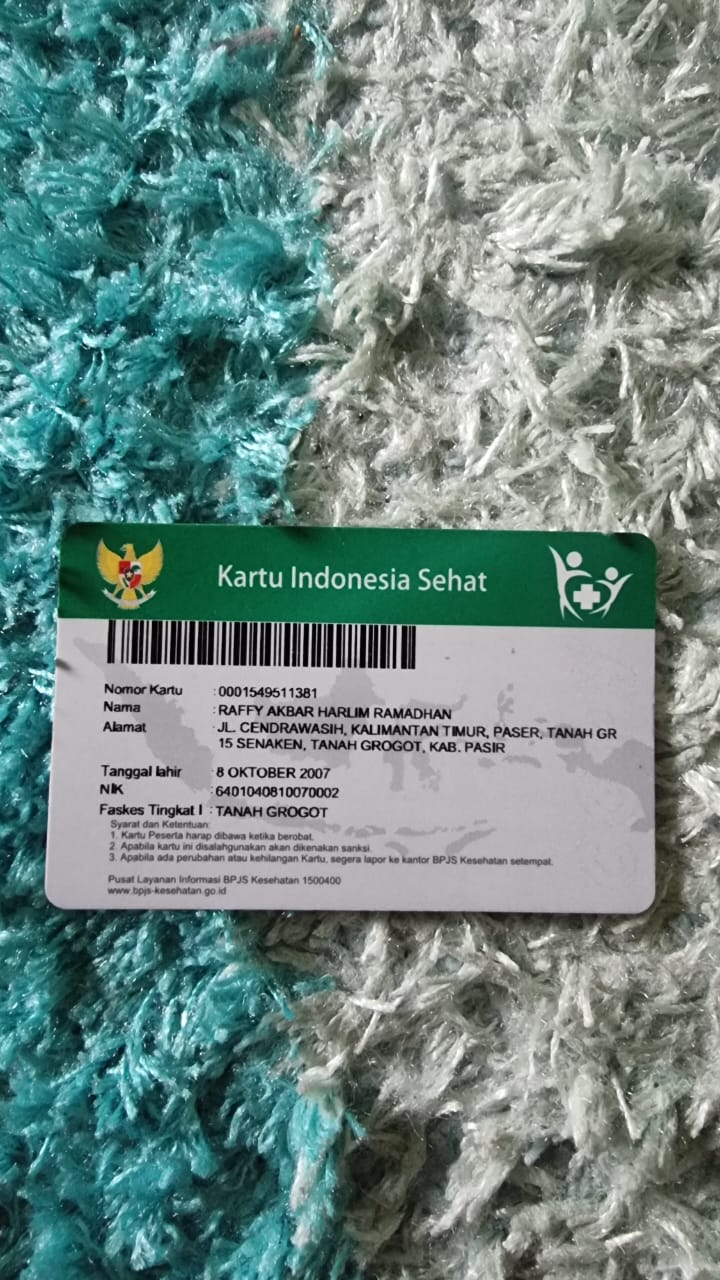 Kartu Indonesia Sehat
Nomor Kartu : 0001549511381
Nama : RAFFY AKBAR HARLIM RAMADHAN
Alamat : JL. CENDRAWASIH, KALIMANTAN TIMUR, PASER, TANAH GR
15 SENAKEN, TANAH GROGOT, KAB. PASIR
Tanggal lahir : 8 OKTOBER 2007
NIK : 6401040810070002
Faskes Tingkat I : TANAH GROGOT
Syarat dan Ketentuan:
1. Kartu Peserta harap dibawa ketika berobat.
2. Apabila kartu ini disalahgunakan akan dikenakan sanksi.
3. Apabila ada perubahan atau kehilangan Kartu, segera lapor ke kantor BPJS Kesehatan setempat.
Pusat Layanan Informasi BPJS Kesehatan 1500400
www.bpjs-kesehatan.go.id